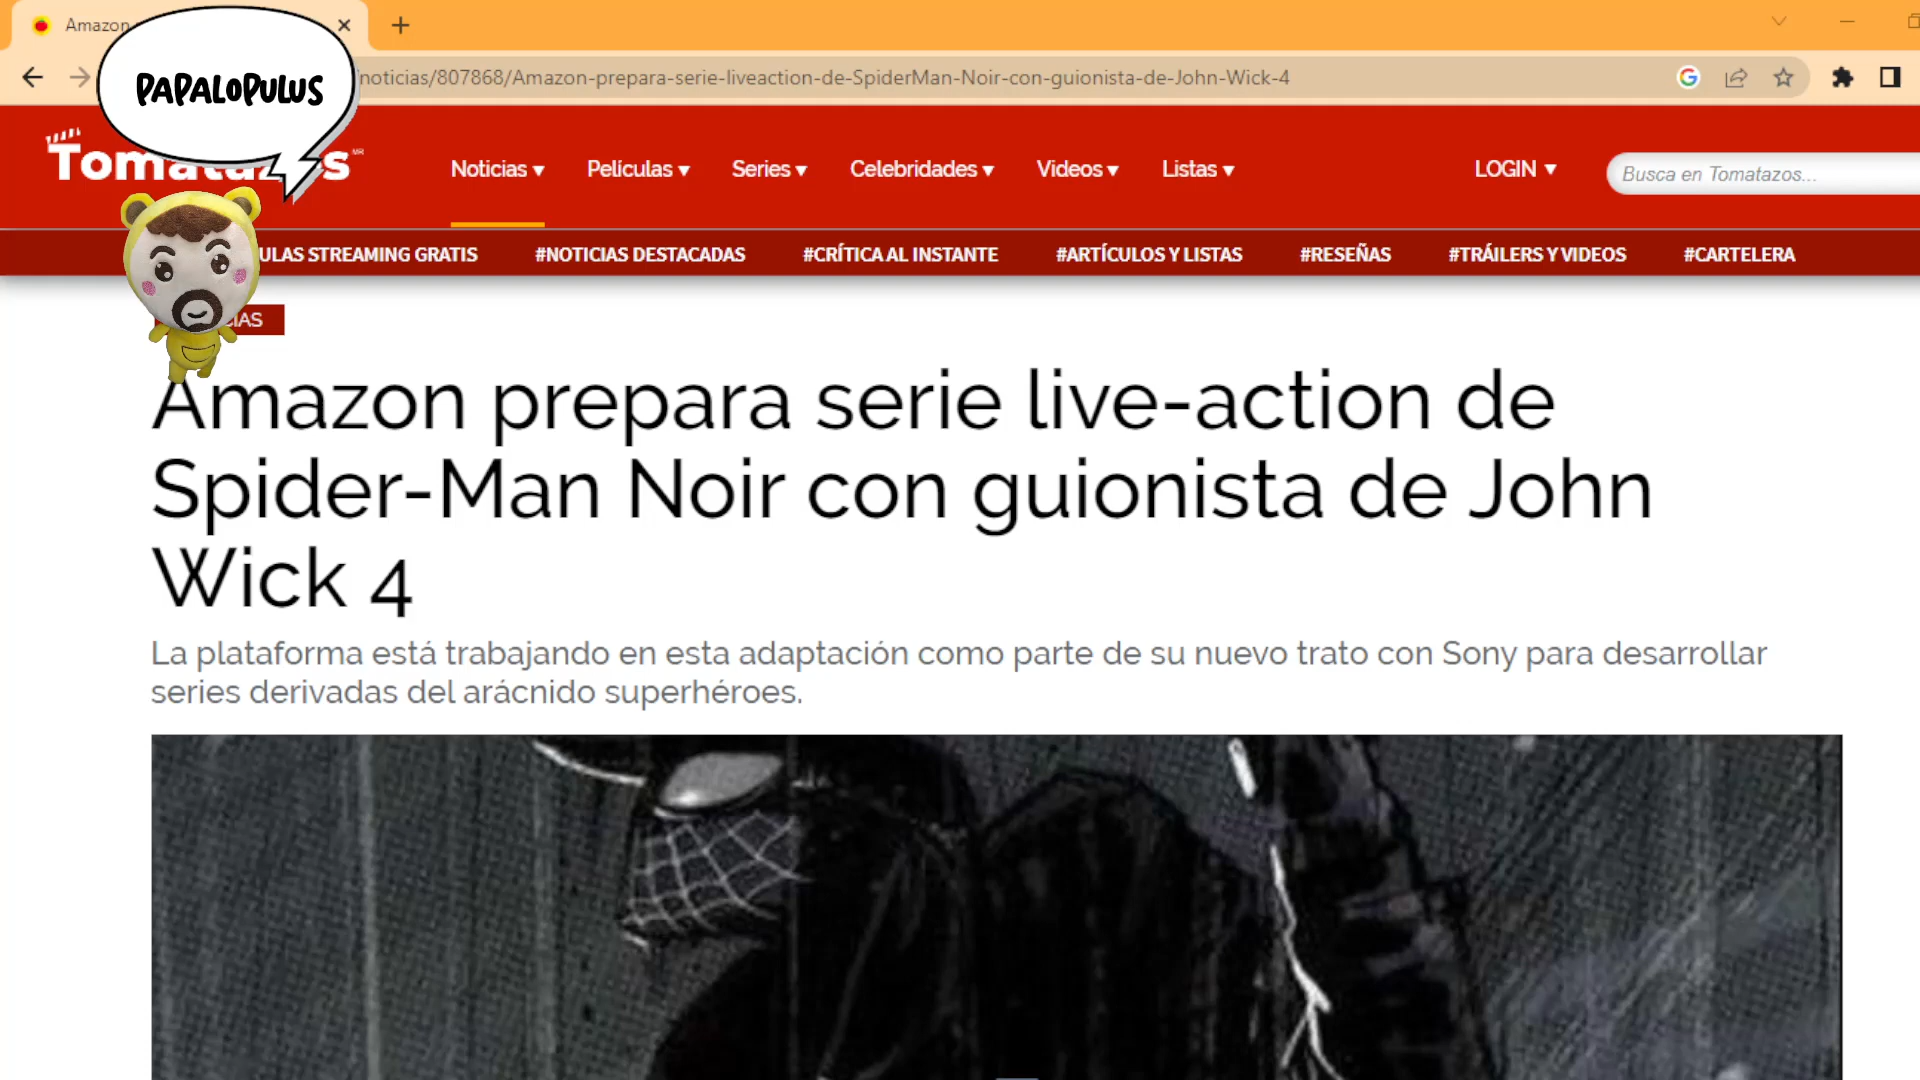 Amazon
PAPALOPULUS
noticias/807868/Amazon-prepara-serie-liveaction-de-SpiderMan-Noir-con-guionista-de-John-Wick-4
Noticias ▾ Películas ▾ Series ▾ Celebridades ▾ Videos ▾ Listas ▾ LOGIN ▾ Busca en Tomatazos...
ULAS STREAMING GRATIS #NOTICIAS DESTACADAS #CRÍTICA AL INSTANTE #ARTÍCULOS Y LISTAS #RESEÑAS #TRÁILERS Y VIDEOS #CARTELERA
Amazon prepara serie live-action de
Spider-Man Noir con guionista de John
Wick 4
La plataforma está trabajando en esta adaptación como parte de su nuevo trato con Sony para desarrollar
series derivadas del arácnido superhéroes.